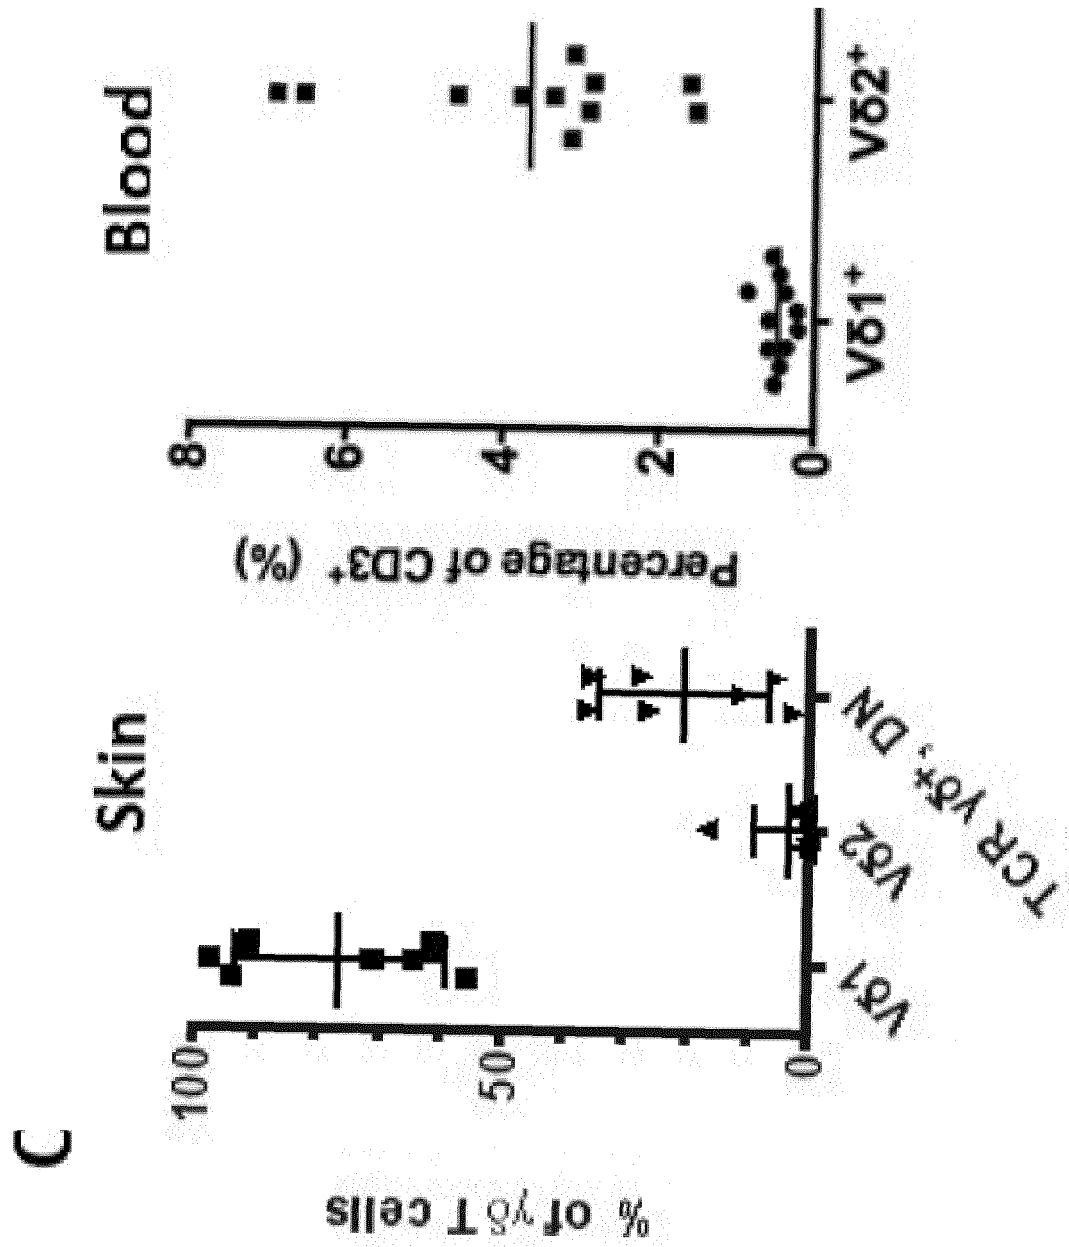 C
Skin
% of γδ T cells
100
50
0
Vδ1
Vδ2
TCR γδ+, DN
Blood
Percentage of CD3+ (%)
8
6
4
2
0
Vδ1+
Vδ2+